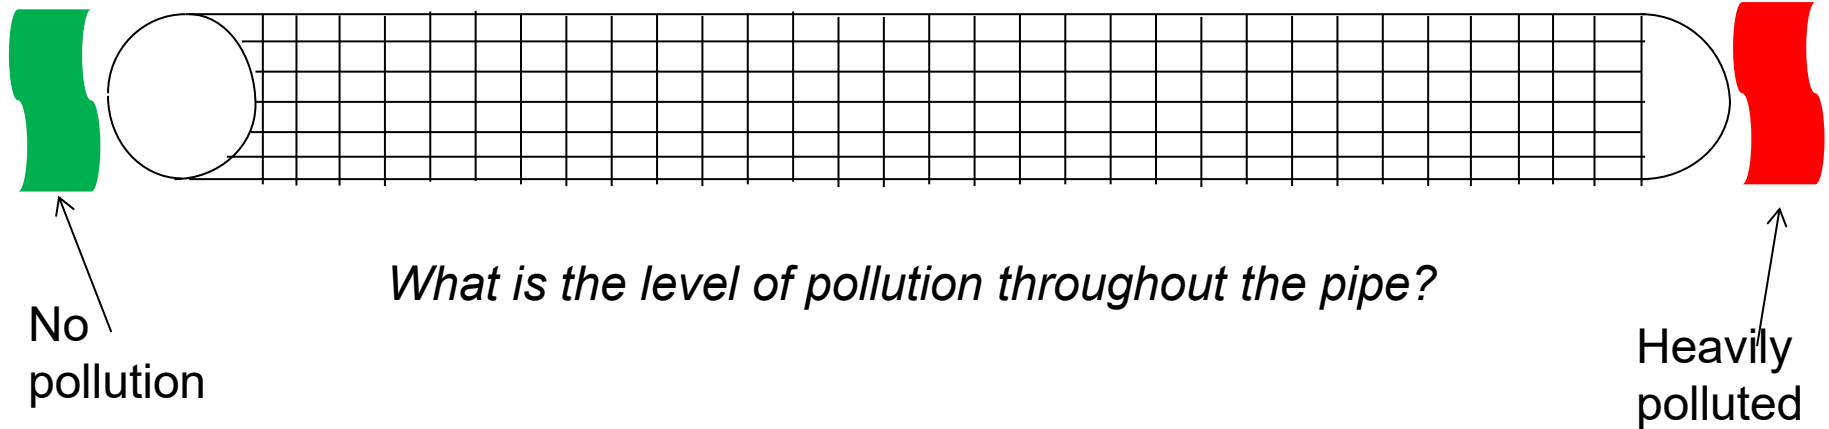 What is the level of pollution throughout the pipe?
No
pollution
Heavily
polluted